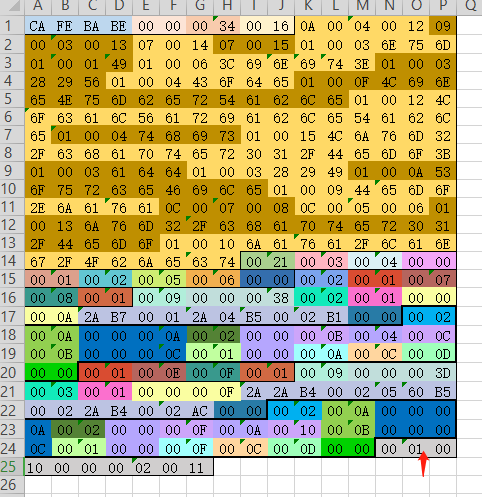 A B C D E F G H I J K L M N O P Q
1 CA FE BA BE 00 00 00 34 00 16 0A 00 04 00 12 09
2 00 03 00 13 07 00 14 07 00 15 01 00 03 6E 75 6D
3 01 00 01 49 01 00 06 3C 69 6E 69 74 3E 01 00 03
4 28 29 56 01 00 04 43 6F 64 65 01 00 0F 4C 69 6E
5 65 4E 75 6D 62 65 72 54 61 62 6C 65 01 00 12 4C
6 6F 63 61 6C 56 61 72 69 61 62 6C 65 54 61 62 6C
7 65 01 00 04 74 68 69 73 01 00 15 4C 6A 76 6D 32
8 2F 63 68 61 70 74 65 72 30 31 2F 44 65 6D 6F 3B
9 01 00 03 61 64 64 01 00 03 28 29 49 01 00 0A 53
10 6F 75 72 63 65 46 69 6C 65 01 00 09 44 65 6D 6F
11 2E 6A 61 76 61 0C 00 07 00 08 0C 00 05 00 06 01
12 00 13 6A 76 6D 32 2F 63 68 61 70 74 65 72 30 31
13 2F 44 65 6D 6F 01 00 10 6A 61 76 61 2F 6C 61 6E
14 67 2F 4F 62 6A 65 63 74 00 21 00 03 00 04 00 00
15 00 01 00 02 00 05 00 06 00 00 00 02 00 01 00 07
16 00 08 00 01 00 09 00 00 00 38 00 02 00 01 00 00
17 00 0A 2A B7 00 01 2A 04 B5 00 02 B1 00 00 00 02
18 00 0A 00 00 00 0A 00 02 00 00 00 0B 00 04 00 0C
19 00 0B 00 00 00 0C 00 01 00 00 00 0A 00 0C 00 0D
20 00 00 00 01 00 0E 00 0F 00 01 00 09 00 00 00 3D
21 00 03 00 01 00 00 00 0F 2A 2A B4 00 02 05 60 B5
22 00 02 2A B4 00 02 AC 00 00 00 02 00 0A 00 00 00
23 0A 00 02 00 00 00 0F 00 0A 00 10 00 0B 00 00 00
24 0C 00 01 00 00 00 0F 00 0C 00 0D 00 00 00 01 00
25 10 00 00 00 02 00 11
26